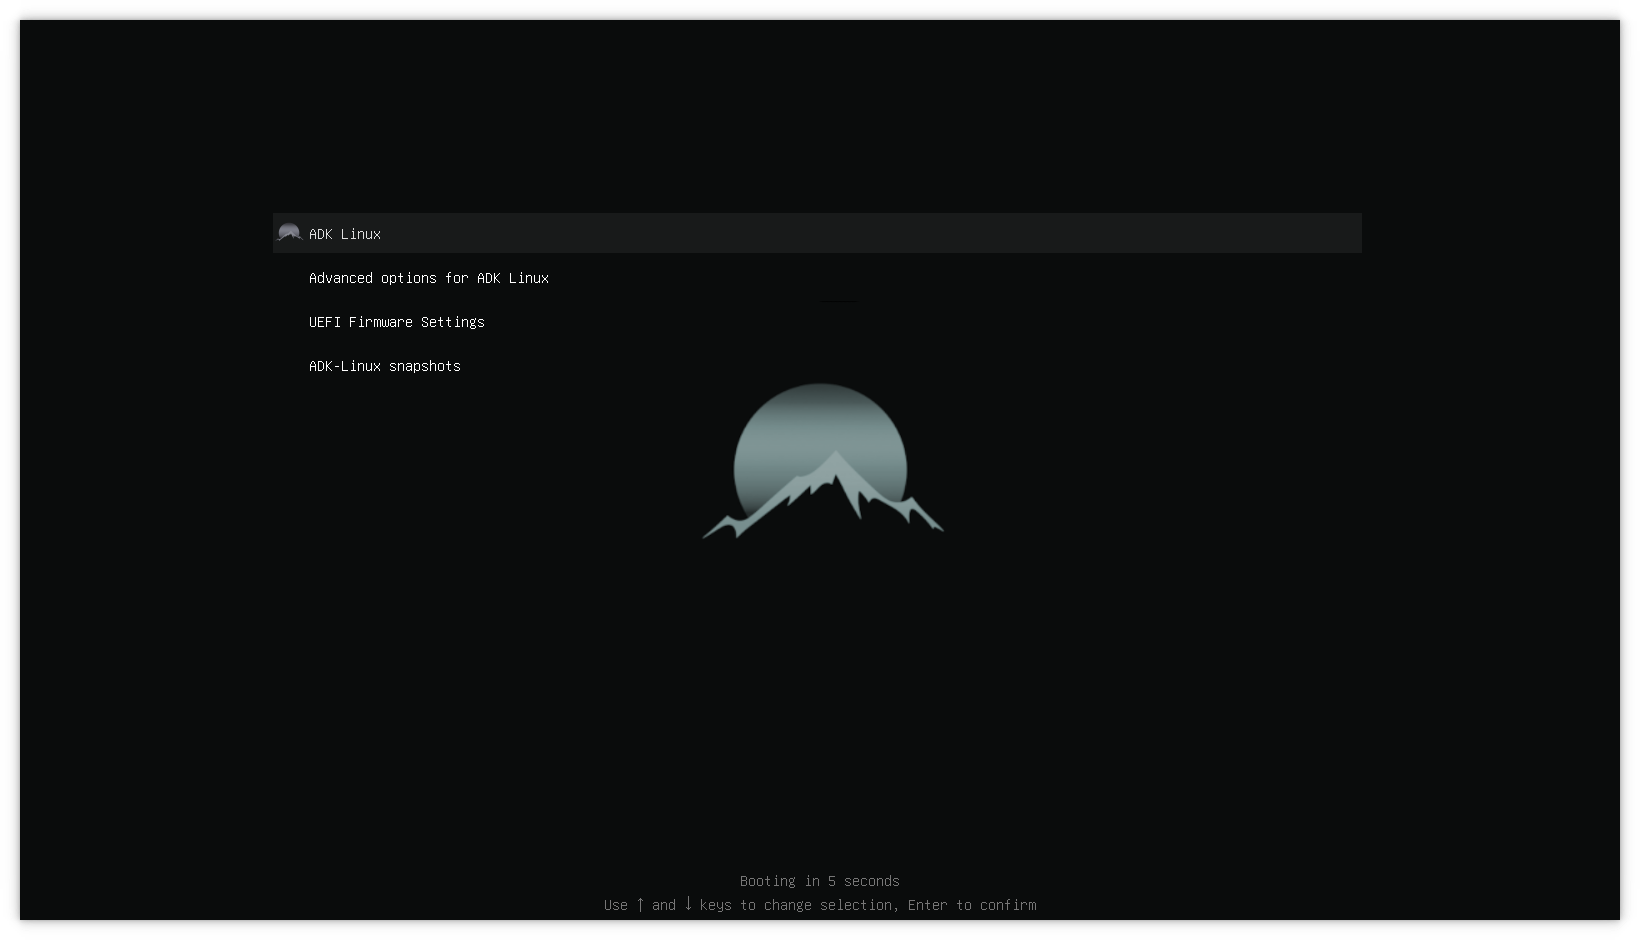 ADK Linux
Advanced options for ADK Linux
UEFI Firmware Settings
ADK-Linux snapshots
Booting in 5 seconds
Use ↑ and ↓ keys to change selection, Enter to confirm